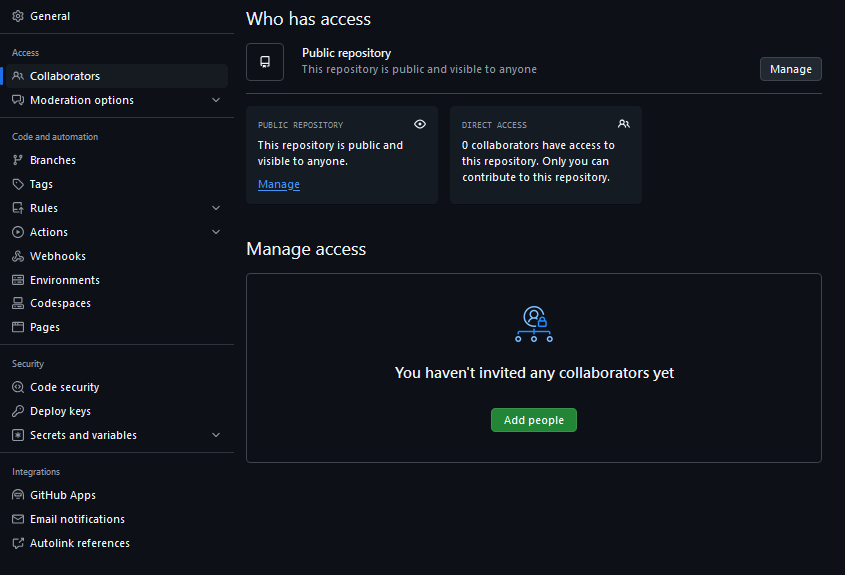 General
Access
Collaborators
Moderation options
Code and automation
Branches
Tags
Rules
Actions
Webhooks
Environments
Codespaces
Pages
Security
Code security
Deploy keys
Secrets and variables
Integrations
GitHub Apps
Email notifications
Autolink references
Who has access
Public repository
This repository is public and visible to anyone
Manage
PUBLIC REPOSITORY
This repository is public and
visible to anyone.
Manage
DIRECT ACCESS
0 collaborators have access to
this repository. Only you can
contribute to this repository.
Manage access
You haven't invited any collaborators yet
Add people